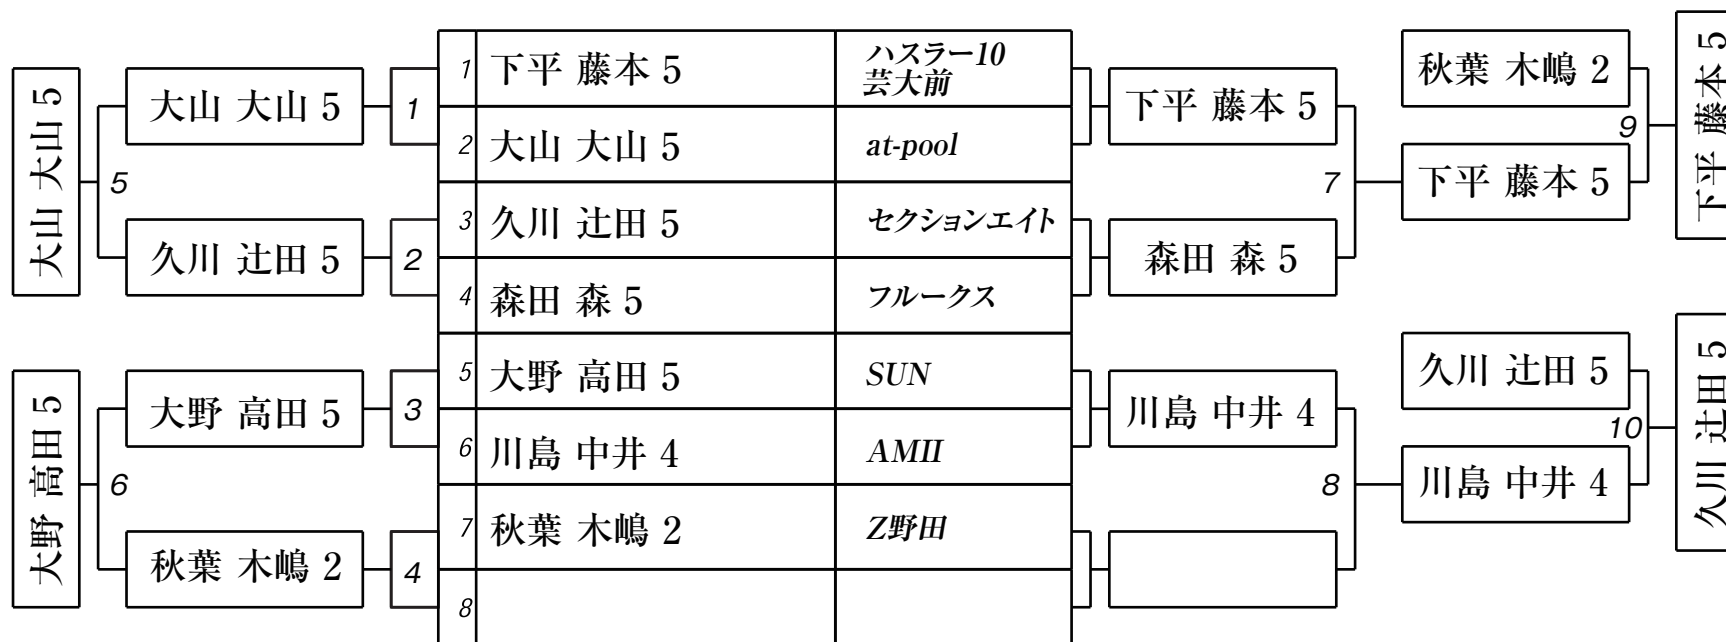 大山 大山 5
大野 高田 5
大山 大山 5
5
久川 辻田 5
大野 高田 5
6
秋葉 木嶋 2
1
2
3
4
1 下平 藤本 5 ハスラー10
芸大前
2 大山 大山 5 at-pool
3 久川 辻田 5 セクションエイト
4 森田 森 5 フルークス
5 大野 高田 5 SUN
6 川島 中井 4 AMII
7 秋葉 木嶋 2 Z野田
8
下平 藤本 5
7
森田 森 5
川島 中井 4
8
秋葉 木嶋 2
9
下平 藤本 5
久川 辻田 5
10
川島 中井 4
下平 藤本 5
久川 辻田 5